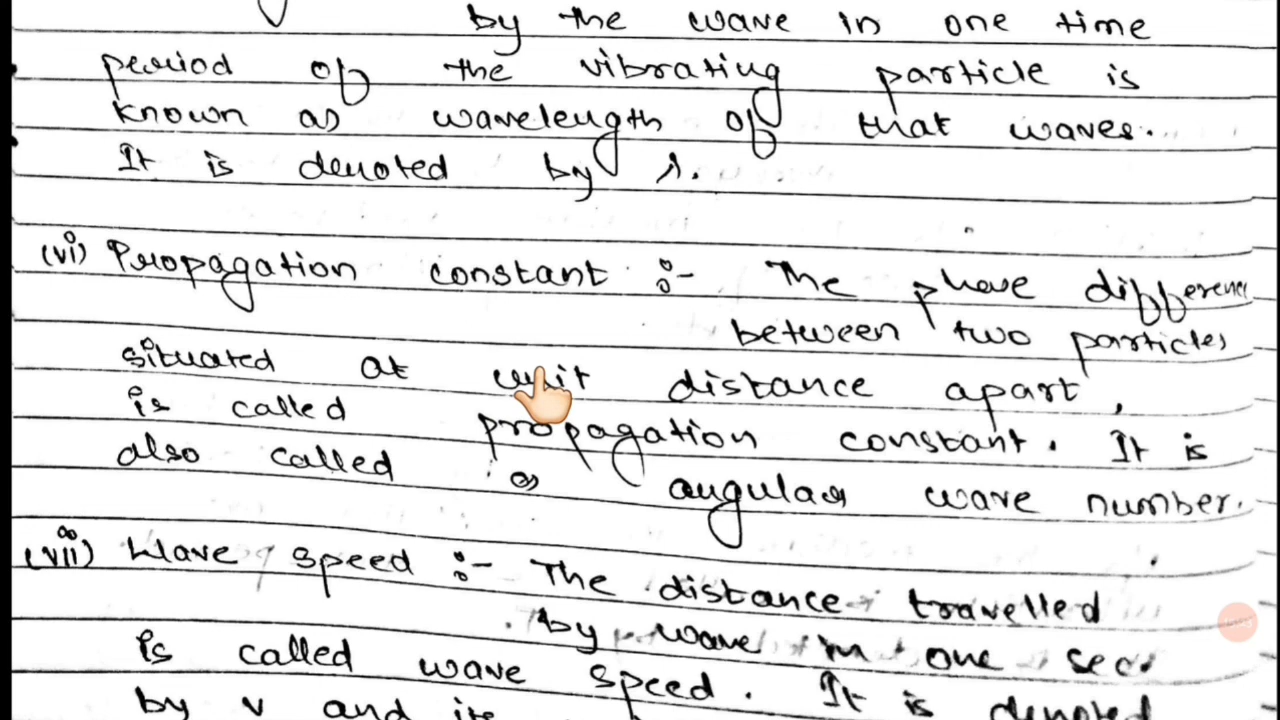 by the wave in one time
period of the vibrating particle is
known as wavelength of that waves.
It is denoted by λ.
(vi) Propagation constant :- The phase difference
between two particles
situated at unit distance apart,
is called propagation constant. It is
also called as angular wave number.
(vii) Wave speed :- The distance travelled
by wave in one sec.
is called wave speed. It is denoted
by v and its